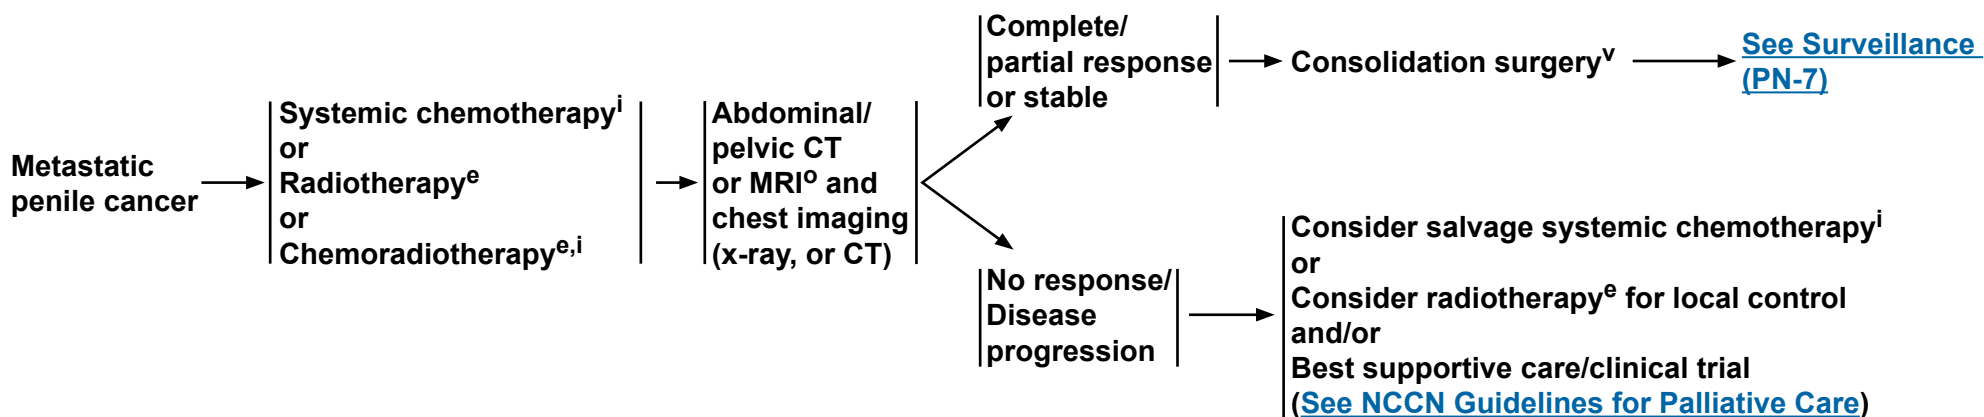 Metastatic
penile cancer
Systemic chemotherapyi
or
Radiotherapye
or
Chemoradiotherapye,i
Abdominal/
pelvic CT
or MRIo and
chest imaging
(x-ray, or CT)
Complete/
partial response
or stable
Consolidation surgeryv
See Surveillance
(PN-7)
No response/
Disease
progression
Consider salvage systemic chemotherapyi
or
Consider radiotherapye for local control
and/or
Best supportive care/clinical trial
(See NCCN Guidelines for Palliative Care)